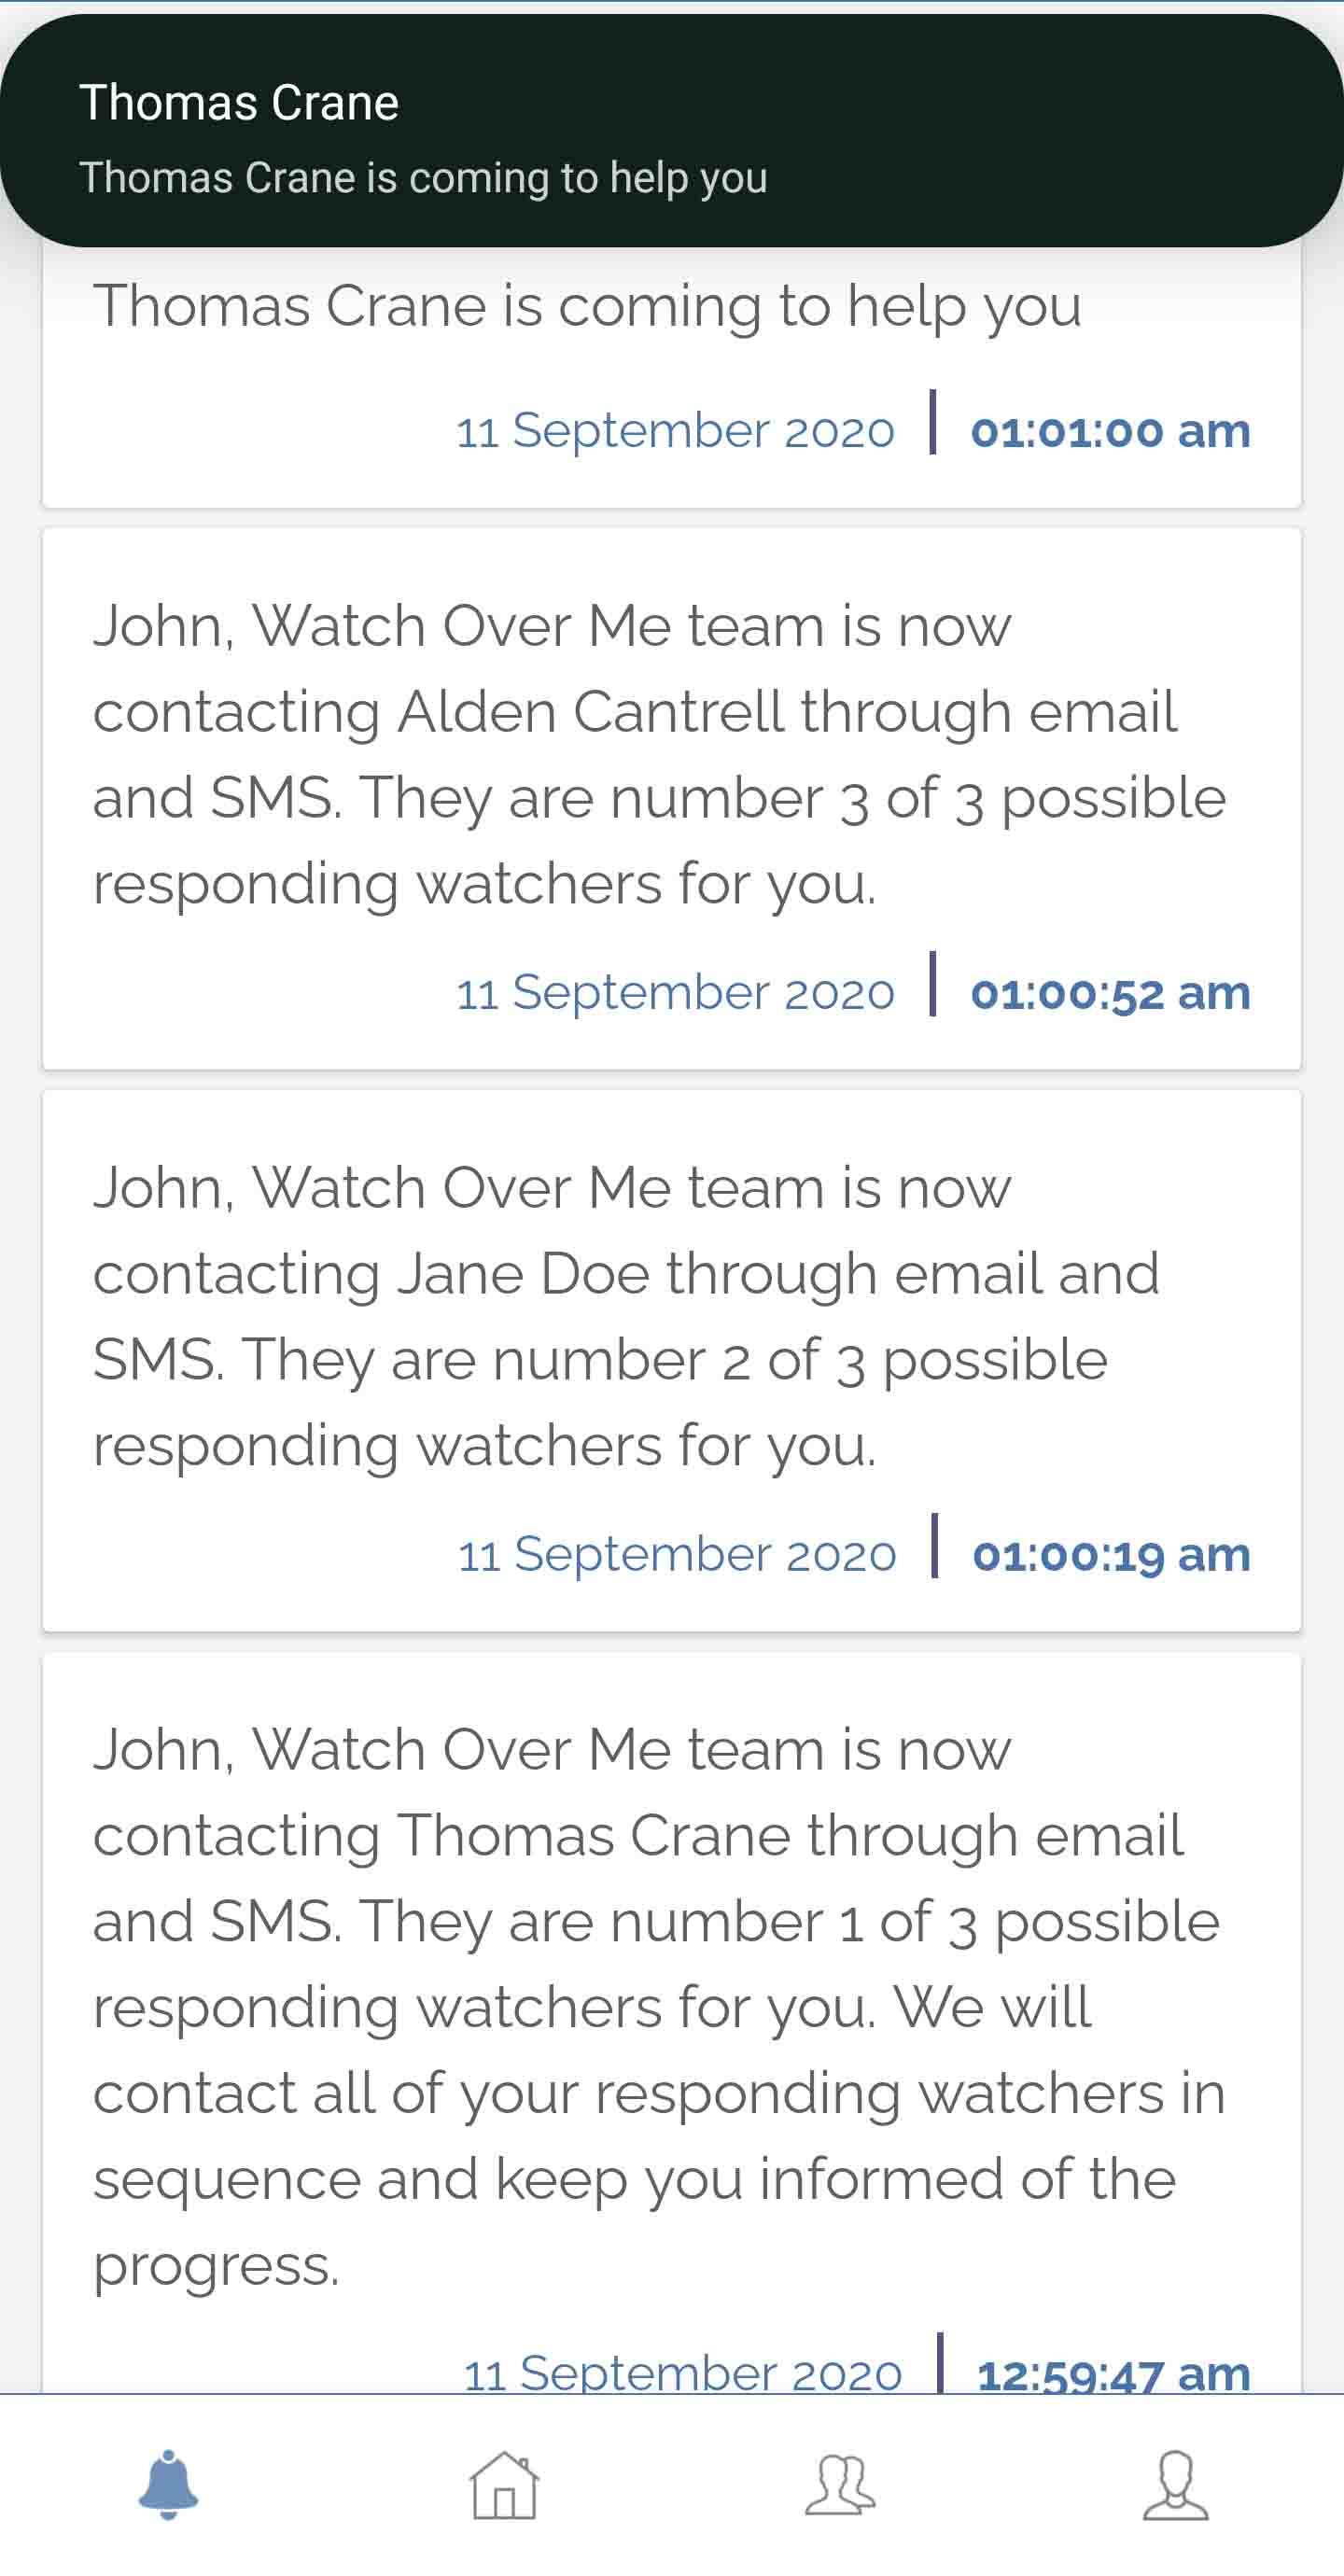 Thomas Crane
Thomas Crane is coming to help you
Thomas Crane is coming to help you
11 September 2020 | 01:01:00 am
John, Watch Over Me team is now
contacting Alden Cantrell through email
and SMS. They are number 3 of 3 possible
responding watchers for you.
11 September 2020 | 01:00:52 am
John, Watch Over Me team is now
contacting Jane Doe through email and
SMS. They are number 2 of 3 possible
responding watchers for you.
11 September 2020 | 01:00:19 am
John, Watch Over Me team is now
contacting Thomas Crane through email
and SMS. They are number 1 of 3 possible
responding watchers for you. We will
contact all of your responding watchers in
sequence and keep you informed of the
progress.
11 September 2020 | 12:59:47 am